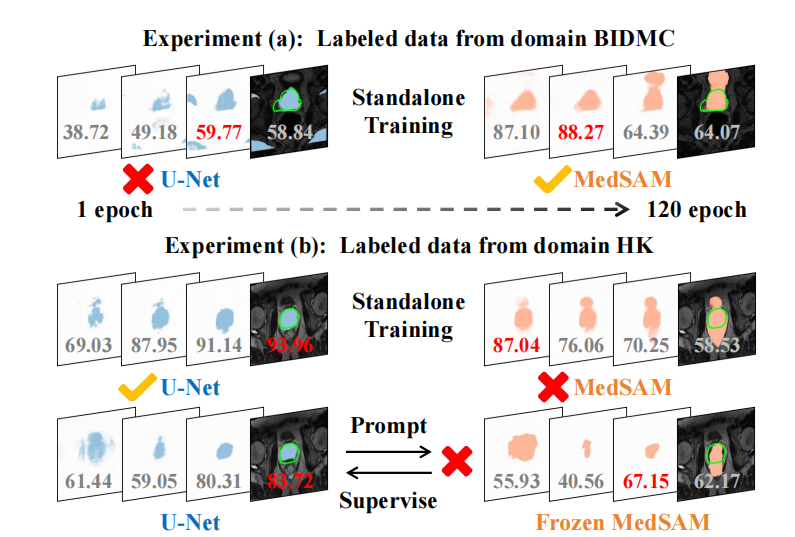 Experiment (a): Labeled data from domain BIDMC
38.72 49.18 59.77 58.84
Standalone Training
87.10 88.27 64.39 64.07
U-Net
MedSAM
1 epoch
120 epoch
Experiment (b): Labeled data from domain HK
69.03 87.95 91.14 93.96
Standalone Training
87.04 76.06 70.25 58.53
U-Net
MedSAM
61.44 59.05 80.31 83.72
Prompt
Supervise
55.93 40.56 67.15 62.17
U-Net
Frozen MedSAM